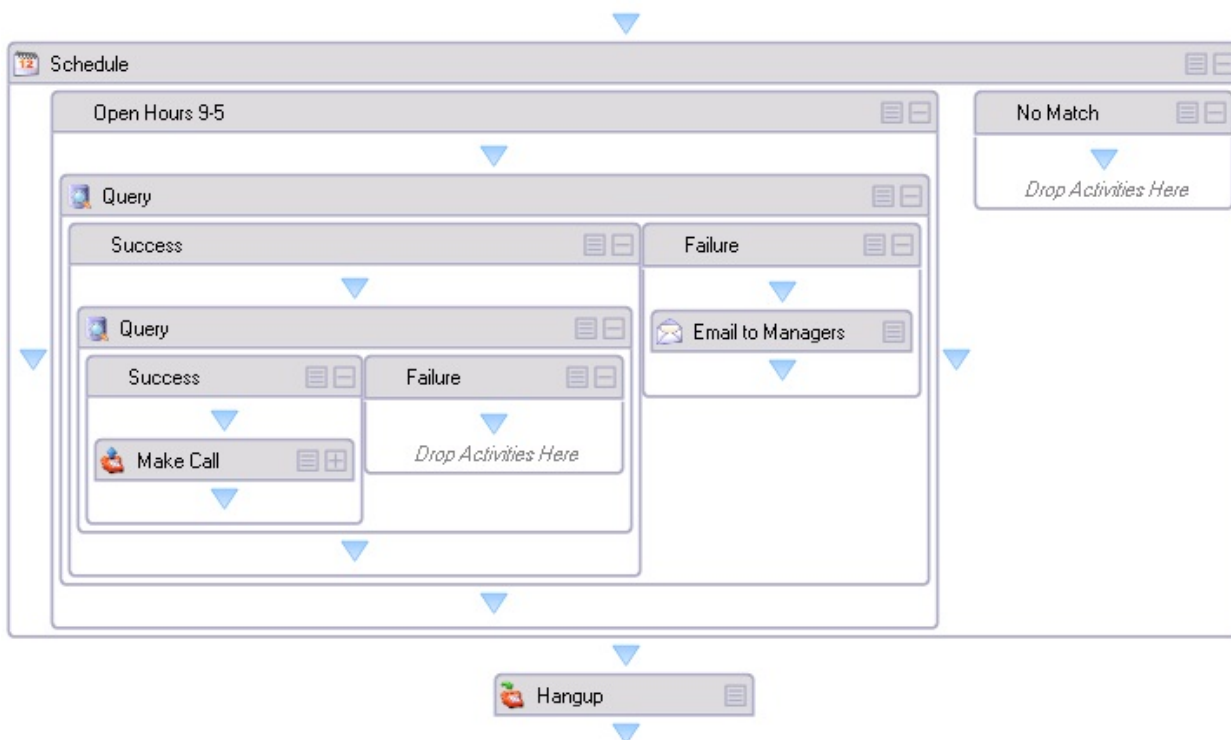 12
Schedule
Open Hours 9-5
No Match
Drop Activities Here
Query
Success
Failure
Query
Email to Managers
Success
Failure
Make Call
Drop Activities Here
Hangup